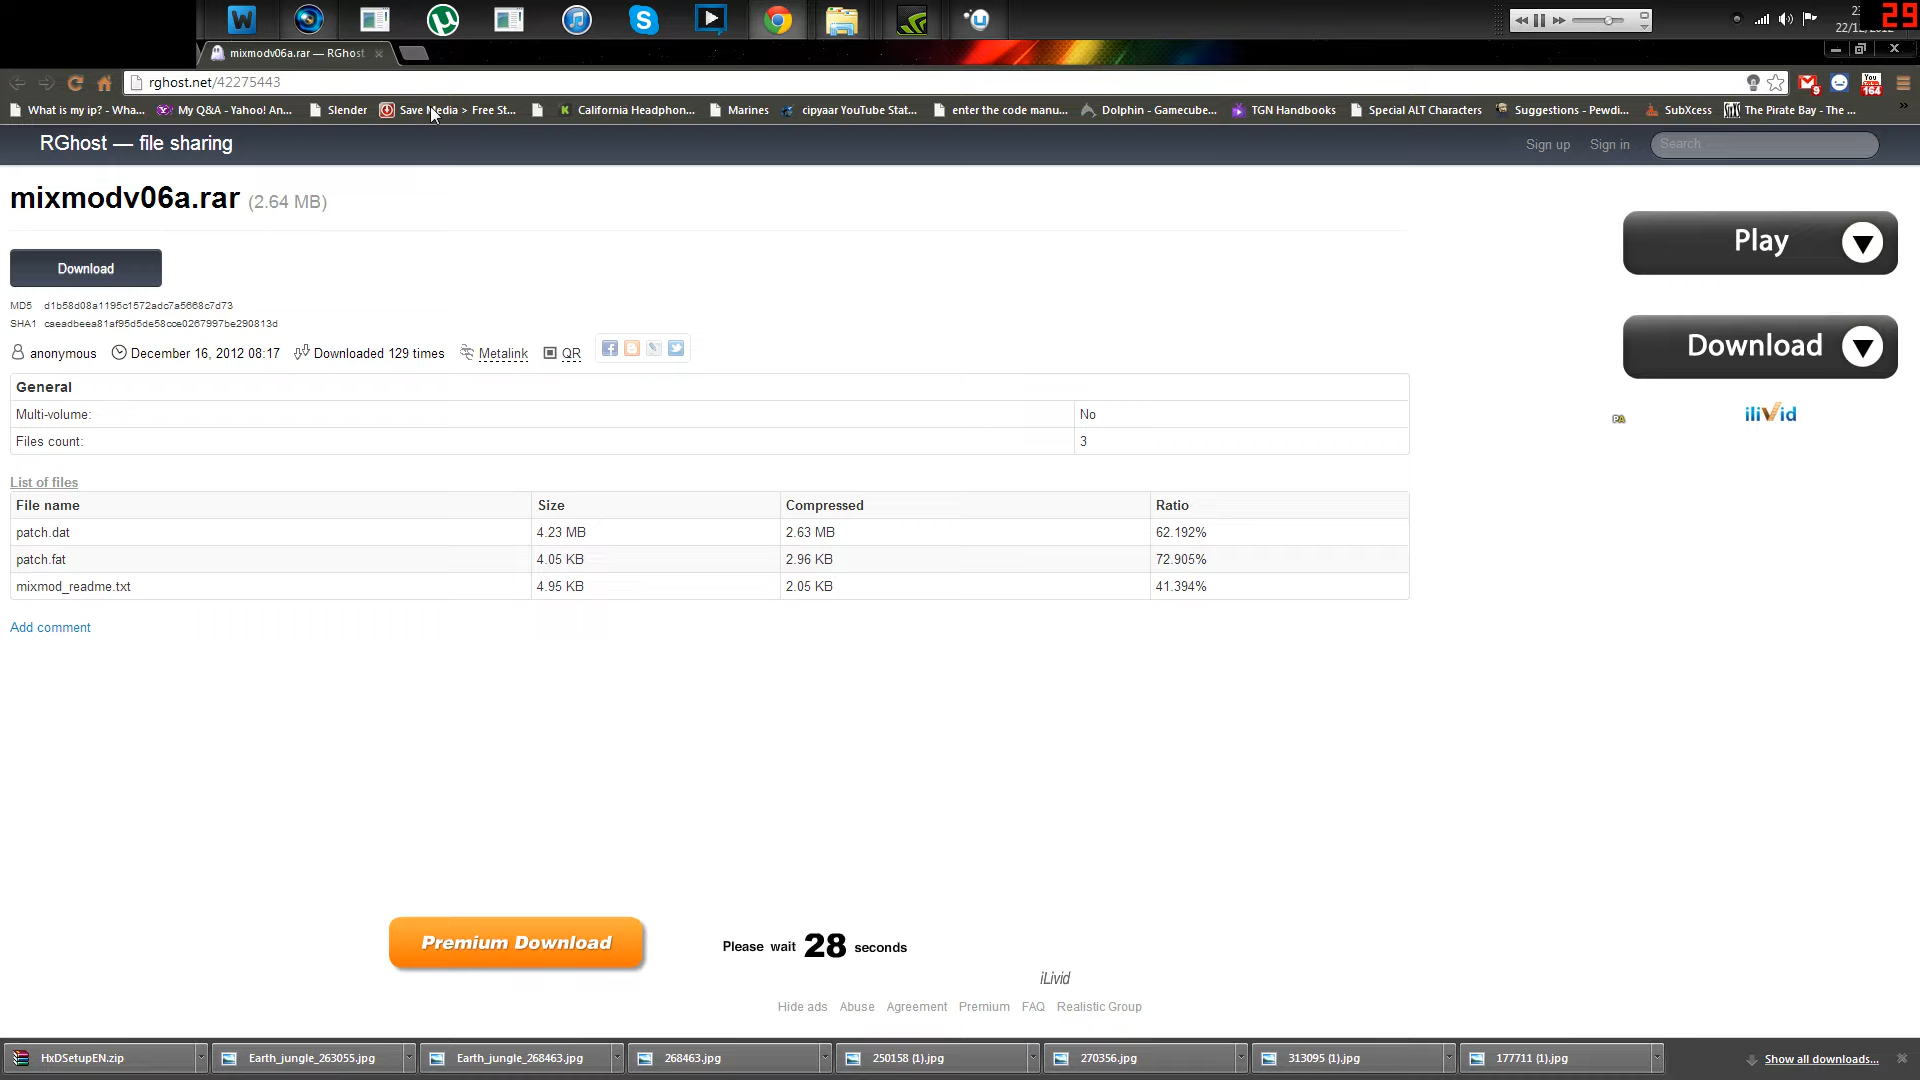 29
22/12/2012
mixmodv06a.rar — RGhost
rghost.net/42275443
9
You
164
What is my ip? - Wha...
My Q&A - Yahoo! An...
Slender
Save Media > Free St...
California Headphon...
Marines
cipyaar YouTube Stat...
enter the code manu...
Dolphin - Gamecube...
TGN Handbooks
Special ALT Characters
Suggestions - Pewdi...
SubXcess
The Pirate Bay - The ...
»
RGhost — file sharing
Sign up
Sign in
Search
mixmodv06a.rar (2.64 MB)
Play
Download
MD5 d1b58d08a1195c1572adc7a5668c7d73
SHA1 caeadbeea81af95d5de58cce0267997be290813d
Download
anonymous
December 16, 2012 08:17
Downloaded 129 times
Metalink
QR
General
Multi-volume: No
Files count: 3
PA
iliVid
List of files
File name Size Compressed Ratio
patch.dat 4.23 MB 2.63 MB 62.192%
patch.fat 4.05 KB 2.96 KB 72.905%
mixmod_readme.txt 4.95 KB 2.05 KB 41.394%
Add comment
Premium Download
Please wait 28 seconds
iLivid
Hide ads Abuse Agreement Premium FAQ Realistic Group
HxDSetupEN.zip
Earth_jungle_263055.jpg
Earth_jungle_268463.jpg
268463.jpg
250158 (1).jpg
270356.jpg
313095 (1).jpg
177711 (1).jpg
Show all downloads...